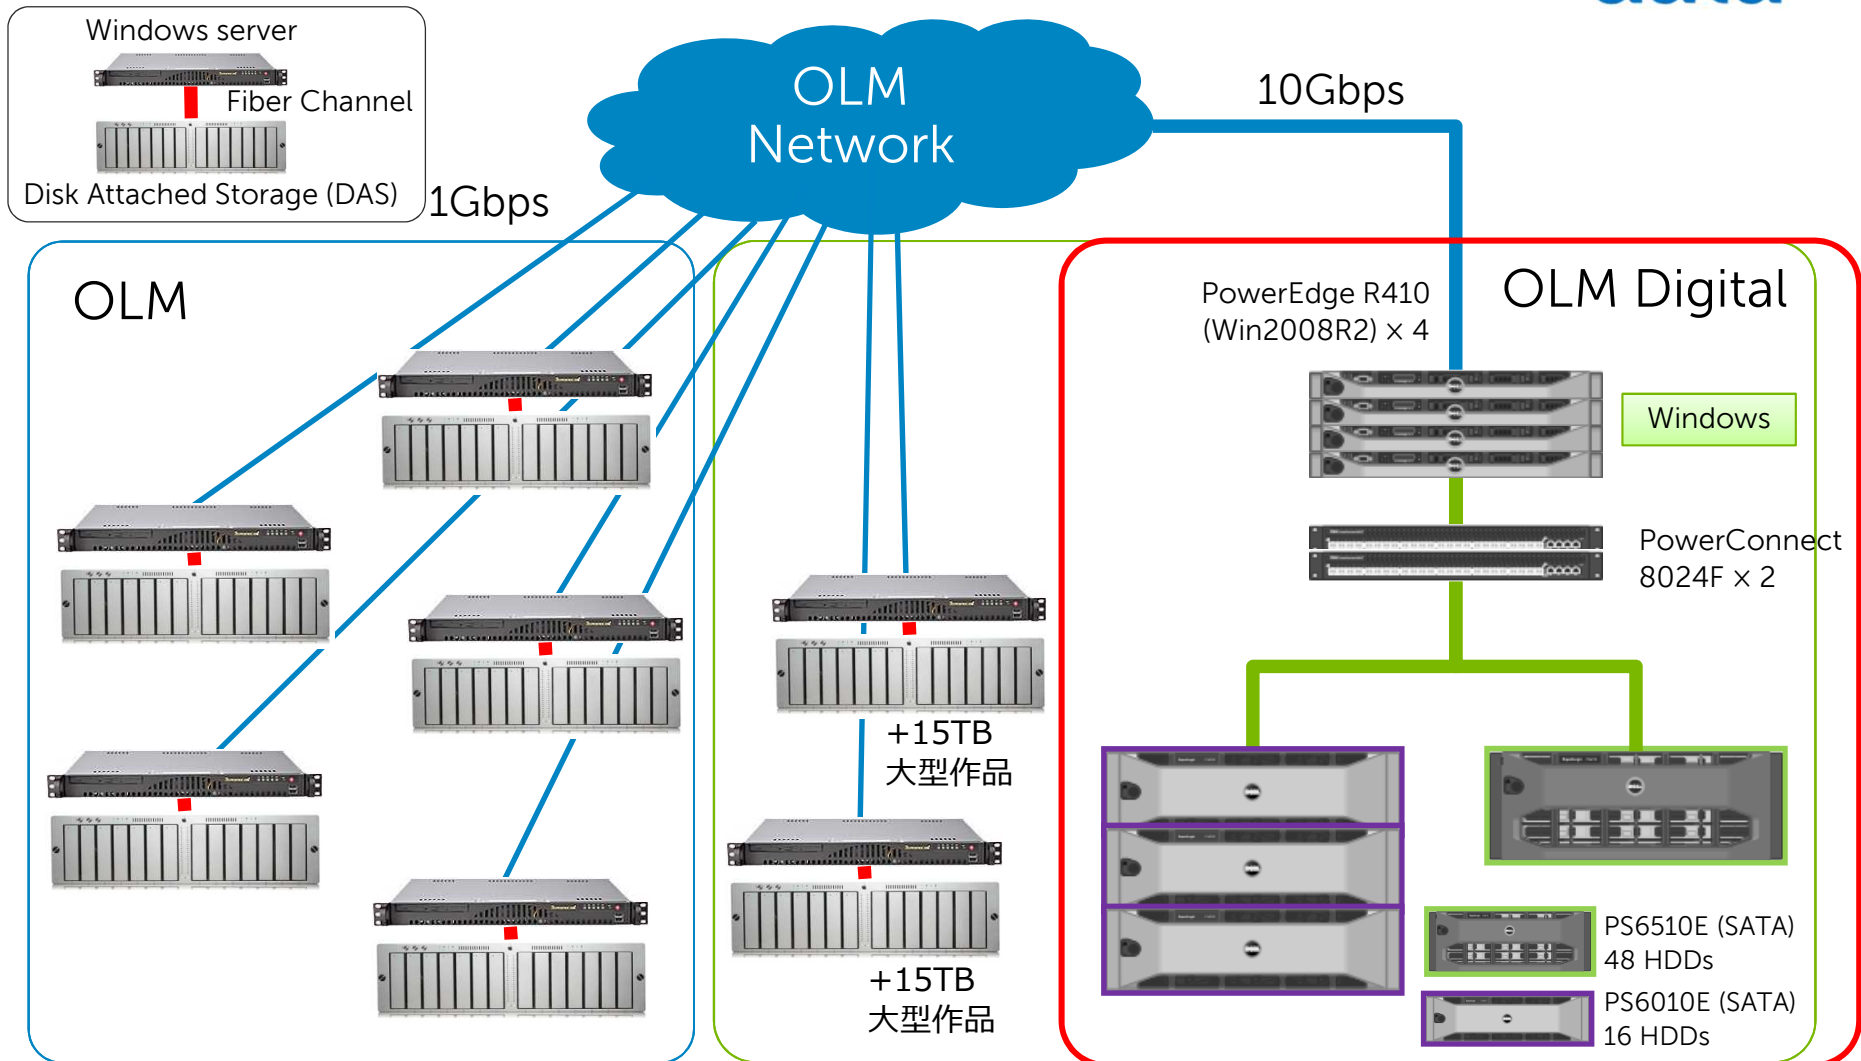 Windows server
Fiber Channel
Disk Attached Storage (DAS)
OLM
Network
10Gbps
1Gbps
OLM
OLM Digital
PowerEdge R410
(Win2008R2) × 4
Windows
PowerConnect
8024F × 2
+15TB
大型作品
+15TB
大型作品
PS6510E (SATA)
48 HDDs
PS6010E (SATA)
16 HDDs